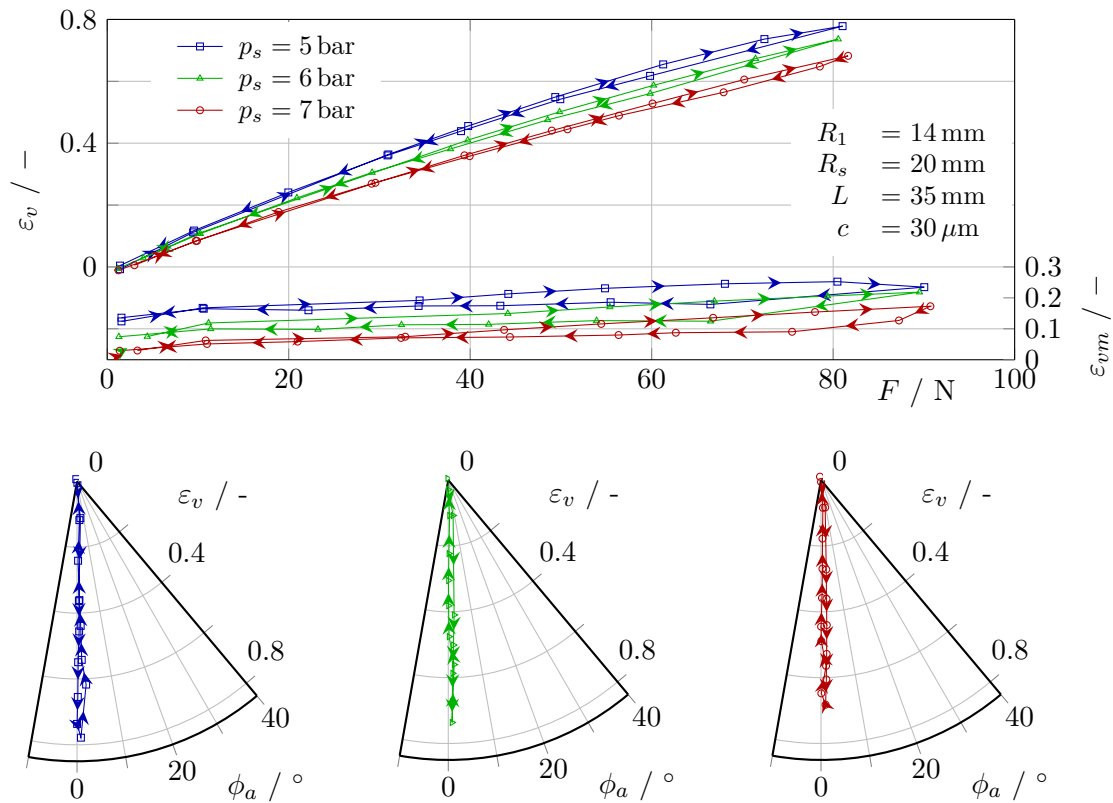 0.8
p_s = 5 bar
p_s = 6 bar
p_s = 7 bar
0.4
R_1 = 14 mm
R_s = 20 mm
L = 35 mm
c = 30 μm
ε_v / −
0
0.3
0.2
0.1
0
ε_vm / −
0 20 40 60 80 100
F / N
0 0 0
ε_v / - ε_v / - ε_v / -
0.4 0.4 0.4
0.8 0.8 0.8
40 40 40
20 20 20
0 0 0
ϕ_a / ° ϕ_a / ° ϕ_a / °